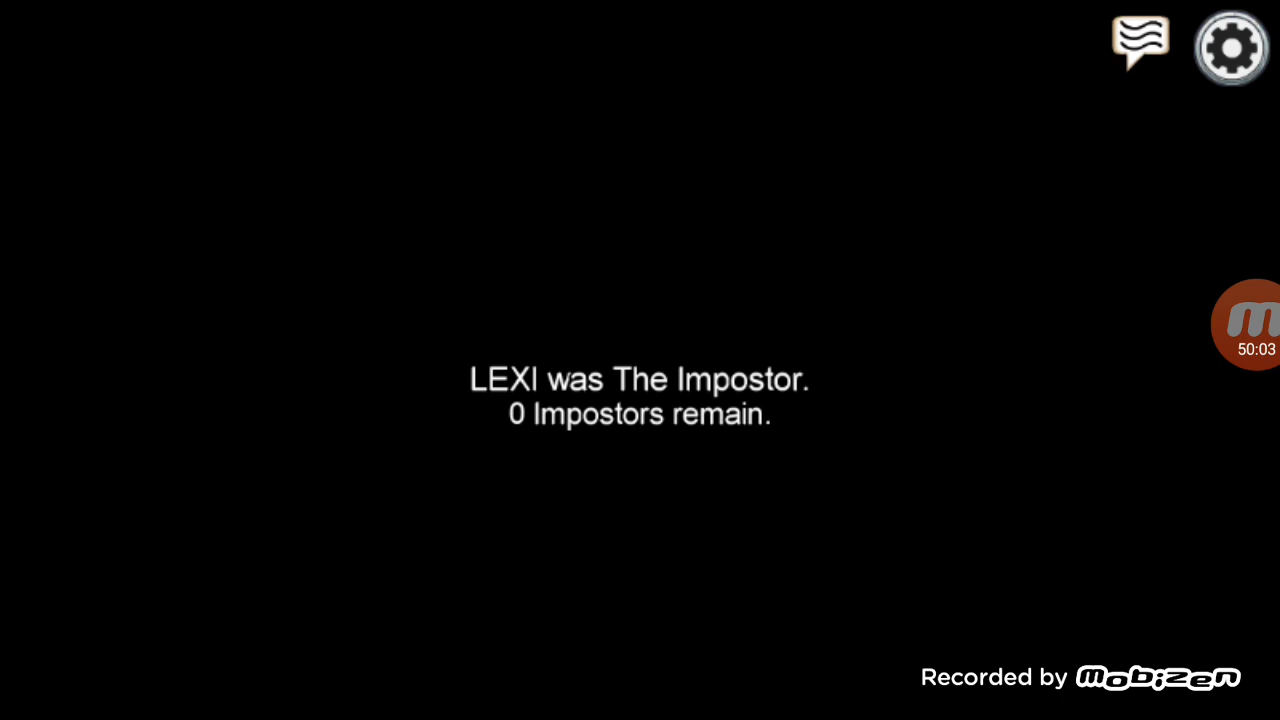 LEXI was The Impostor.
0 Impostors remain.
m
50:03
Recorded by mobizen